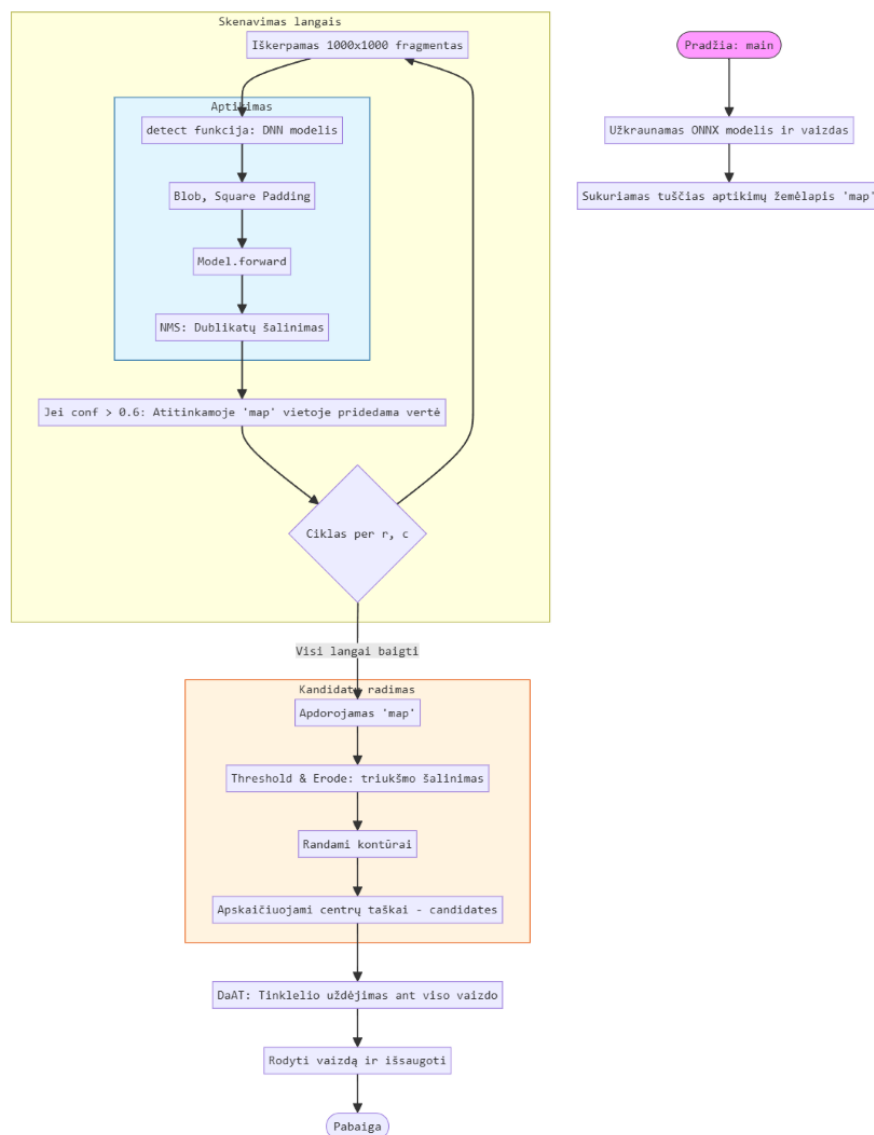 Skenavimas langais
Iškerpamas 1000x1000 fragmentas
Aptikimas
detect funkcija: DNN modelis
Blob, Square Padding
Model.forward
NMS: Dublikatų šalinimas
Jei conf > 0.6: Atitinkamoje 'map' vietoje pridedama vertė
Ciklas per r, c
Visi langai baigti
Kandidatų radimas
Apdorojamas 'map'
Threshold & Erode: triukšmo šalinimas
Randami kontūrai
Apskaičiuojami centrų taškai - candidates
DaAT: Tinklelio uždėjimas ant viso vaizdo
Rodyti vaizdą ir išsaugoti
Pabaiga
Pradžia: main
Užkraunamas ONNX modelis ir vaizdas
Sukuriamas tuščias aptikimų žemėlapis 'map'